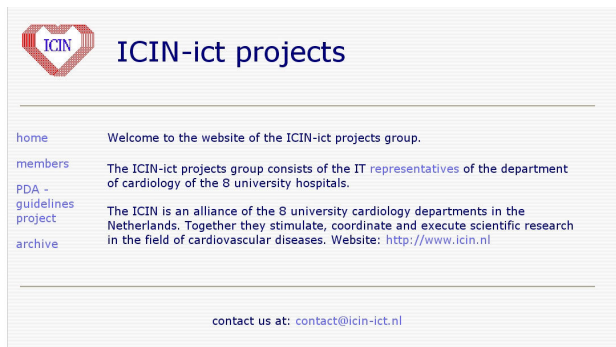 ICIN
ICIN-ict projects
home
members
PDA -
guidelines
project
archive
Welcome to the website of the ICIN-ict projects group.
The ICIN-ict projects group consists of the IT representatives of the department
of cardiology of the 8 university hospitals.
The ICIN is an alliance of the 8 university cardiology departments in the
Netherlands. Together they stimulate, coordinate and execute scientific research
in the field of cardiovascular diseases. Website: http://www.icin.nl
contact us at: contact@icin-ict.nl